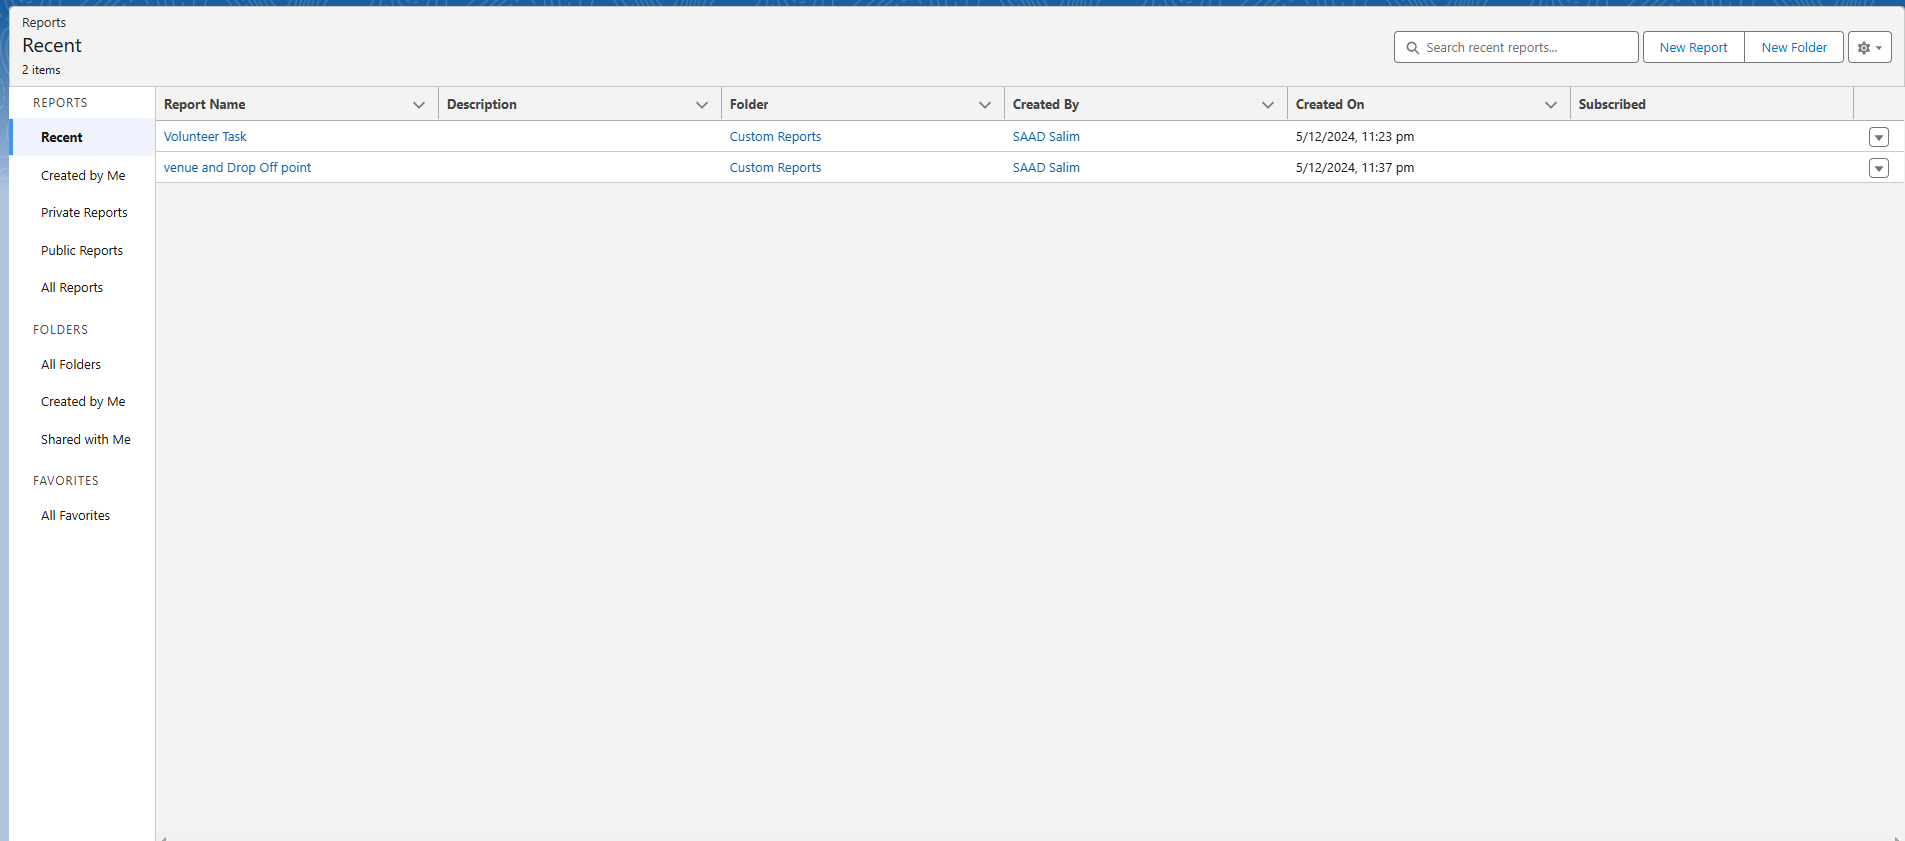 Reports
Recent
2 items
Search recent reports...
New Report
New Folder
REPORTS
Recent
Created by Me
Private Reports
Public Reports
All Reports
FOLDERS
All Folders
Created by Me
Shared with Me
FAVORITES
All Favorites
Report Name Description Folder Created By Created On Subscribed
Volunteer Task Custom Reports SAAD Salim 5/12/2024, 11:23 pm
venue and Drop Off point Custom Reports SAAD Salim 5/12/2024, 11:37 pm